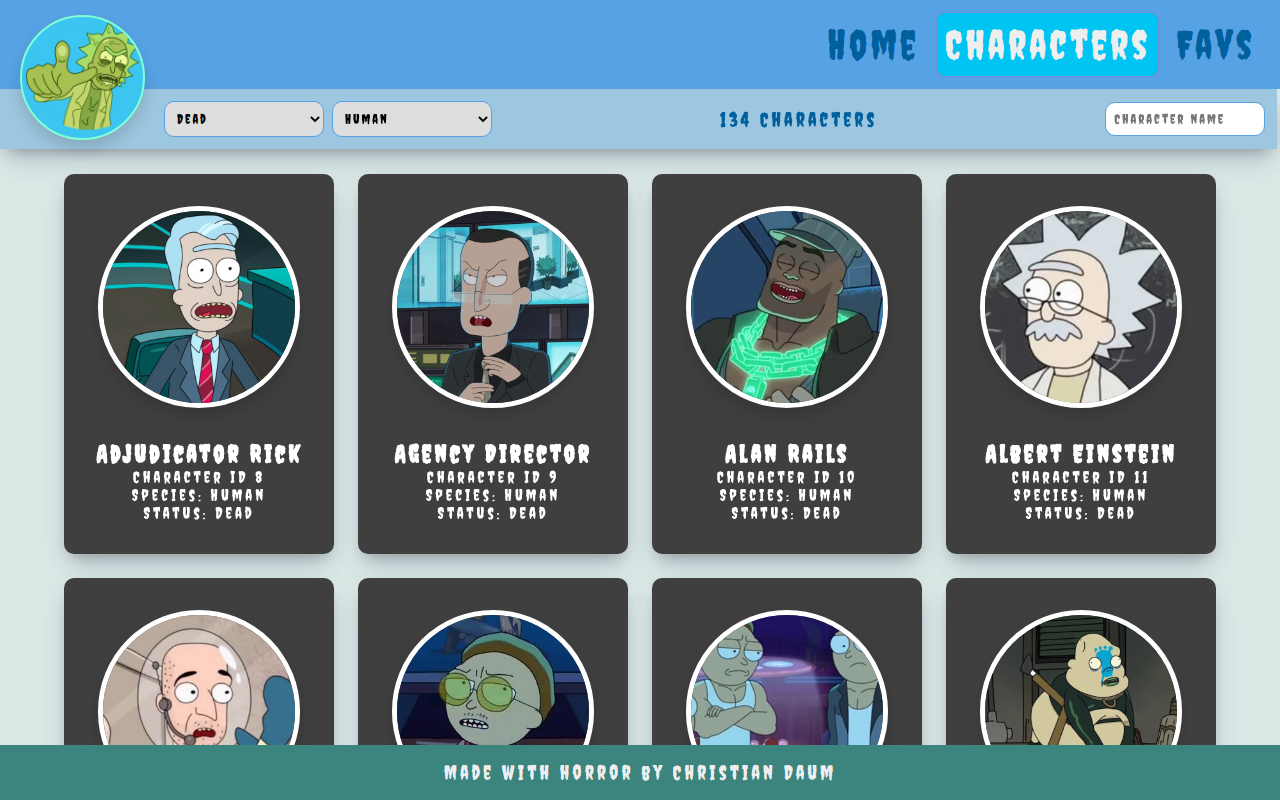 HOME CHARACTERS FAVS
DEAD HUMAN 134 CHARACTERS CHARACTER NAME
ADJUDICATOR RICK
CHARACTER ID 8
SPECIES: HUMAN
STATUS: DEAD
AGENCY DIRECTOR
CHARACTER ID 9
SPECIES: HUMAN
STATUS: DEAD
ALAN RAILS
CHARACTER ID 10
SPECIES: HUMAN
STATUS: DEAD
ALBERT EINSTEIN
CHARACTER ID 11
SPECIES: HUMAN
STATUS: DEAD
MADE WITH HORROR BY CHRISTIAN DAUM